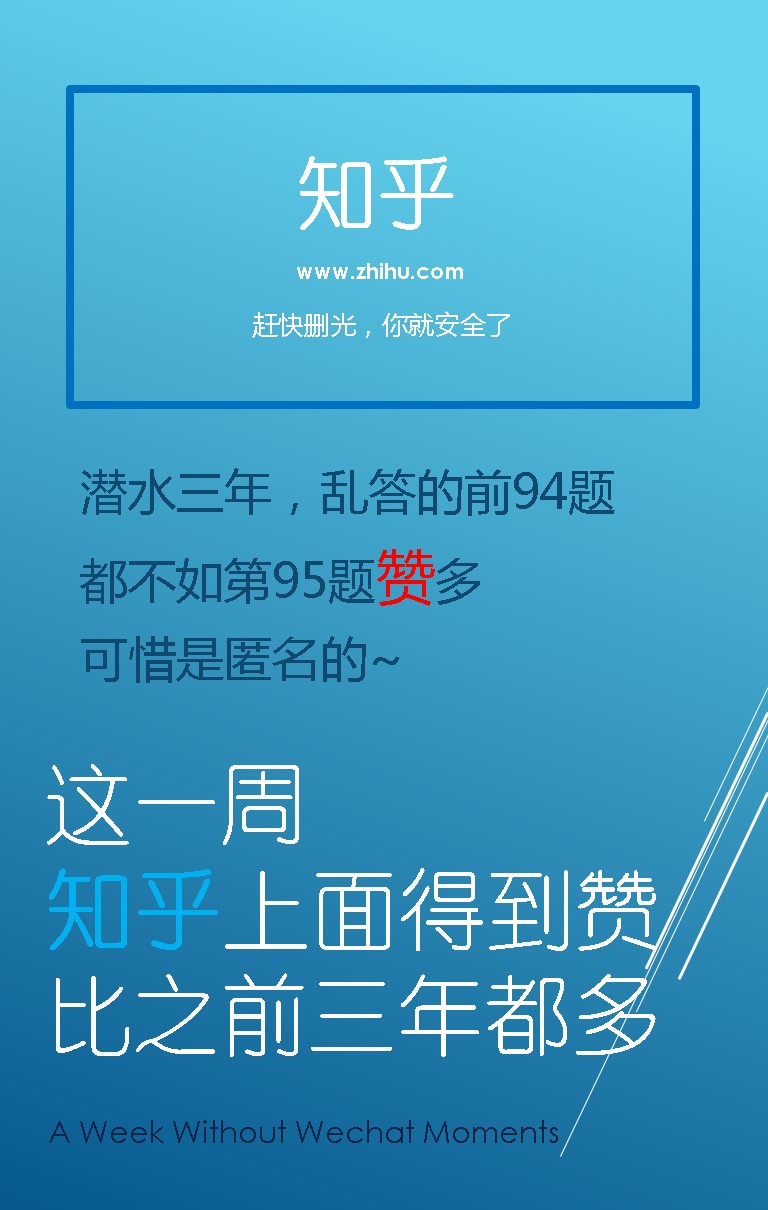 知乎
www.zhihu.com
赶快删光，你就安全了
潜水三年，乱答的前94题
都不如第95题赞多
可惜是匿名的~
这一周
知乎上面得到赞
比之前三年都多
A Week Without Wechat Moments